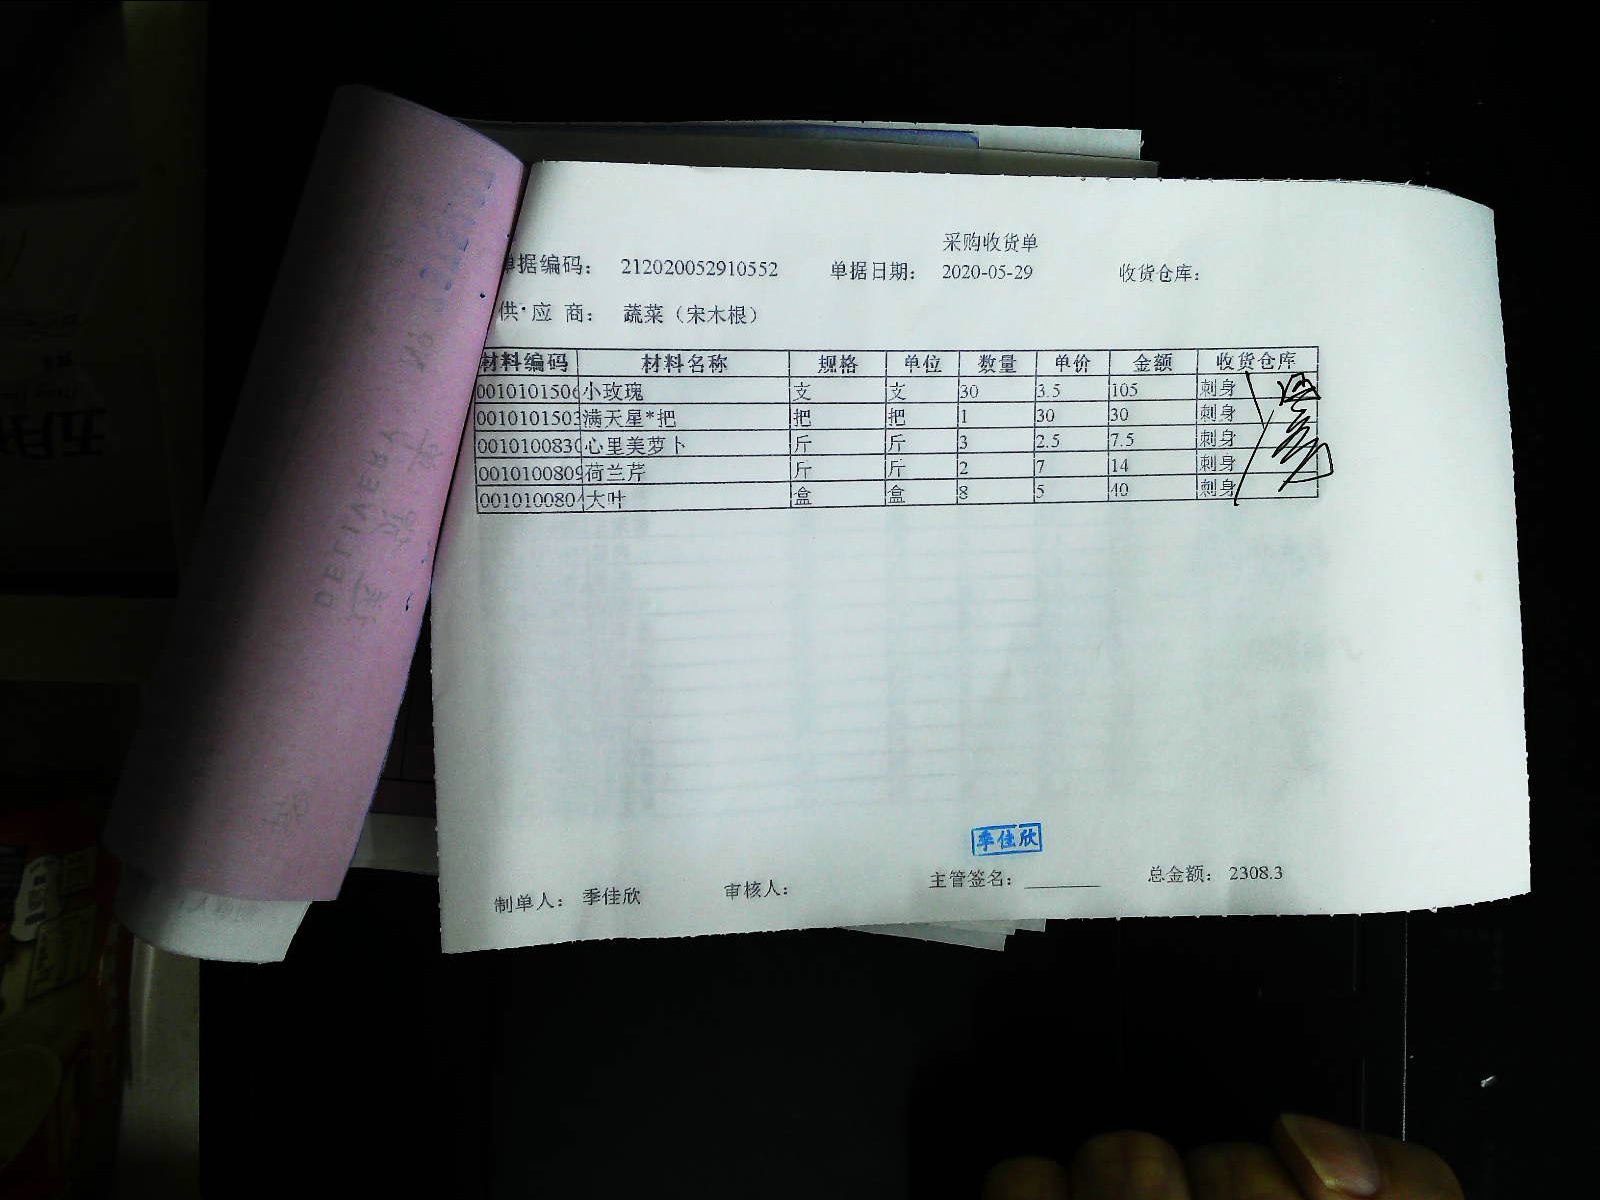 采购收货单
单据编码： 212020052910552 单据日期： 2020-05-29 收货仓库：
供应商： 蔬菜（宋木根）
材料编码 材料名称 规格 单位 数量 单价 金额 收货仓库
0010101506 小玫瑰 支 支 30 3.5 105 刺身
0010101503 满天星*把 把 把 1 30 30 刺身
001010083 心里美萝卜 斤 斤 3 2.5 7.5 刺身
001010080 荷兰芹 斤 斤 2 7 14 刺身
001010080 大叶 盒 盒 8 5 40 刺身
季佳欣
制单人： 季佳欣 审核人： 主管签名： 总金额： 2308.3
DELIVERY